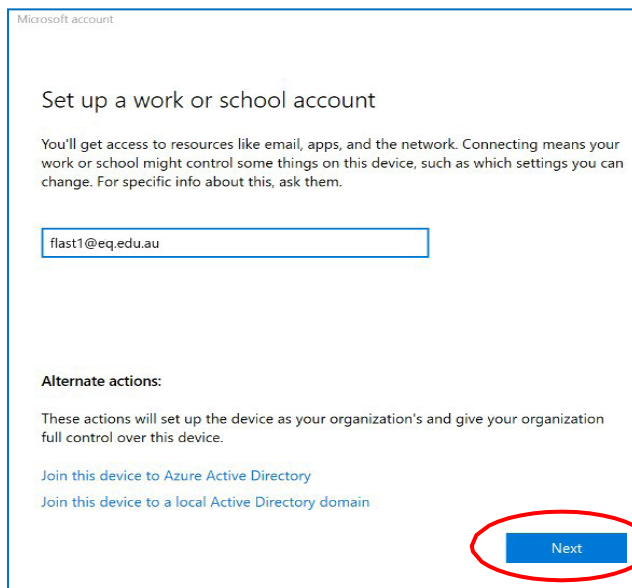 Microsoft account
Set up a work or school account
You'll get access to resources like email, apps, and the network. Connecting means your
work or school might control some things on this device, such as which settings you can
change. For specific info about this, ask them.
flast1@eq.edu.au
Alternate actions:
These actions will set up the device as your organization's and give your organization
full control over this device.
Join this device to Azure Active Directory
Join this device to a local Active Directory domain
Next